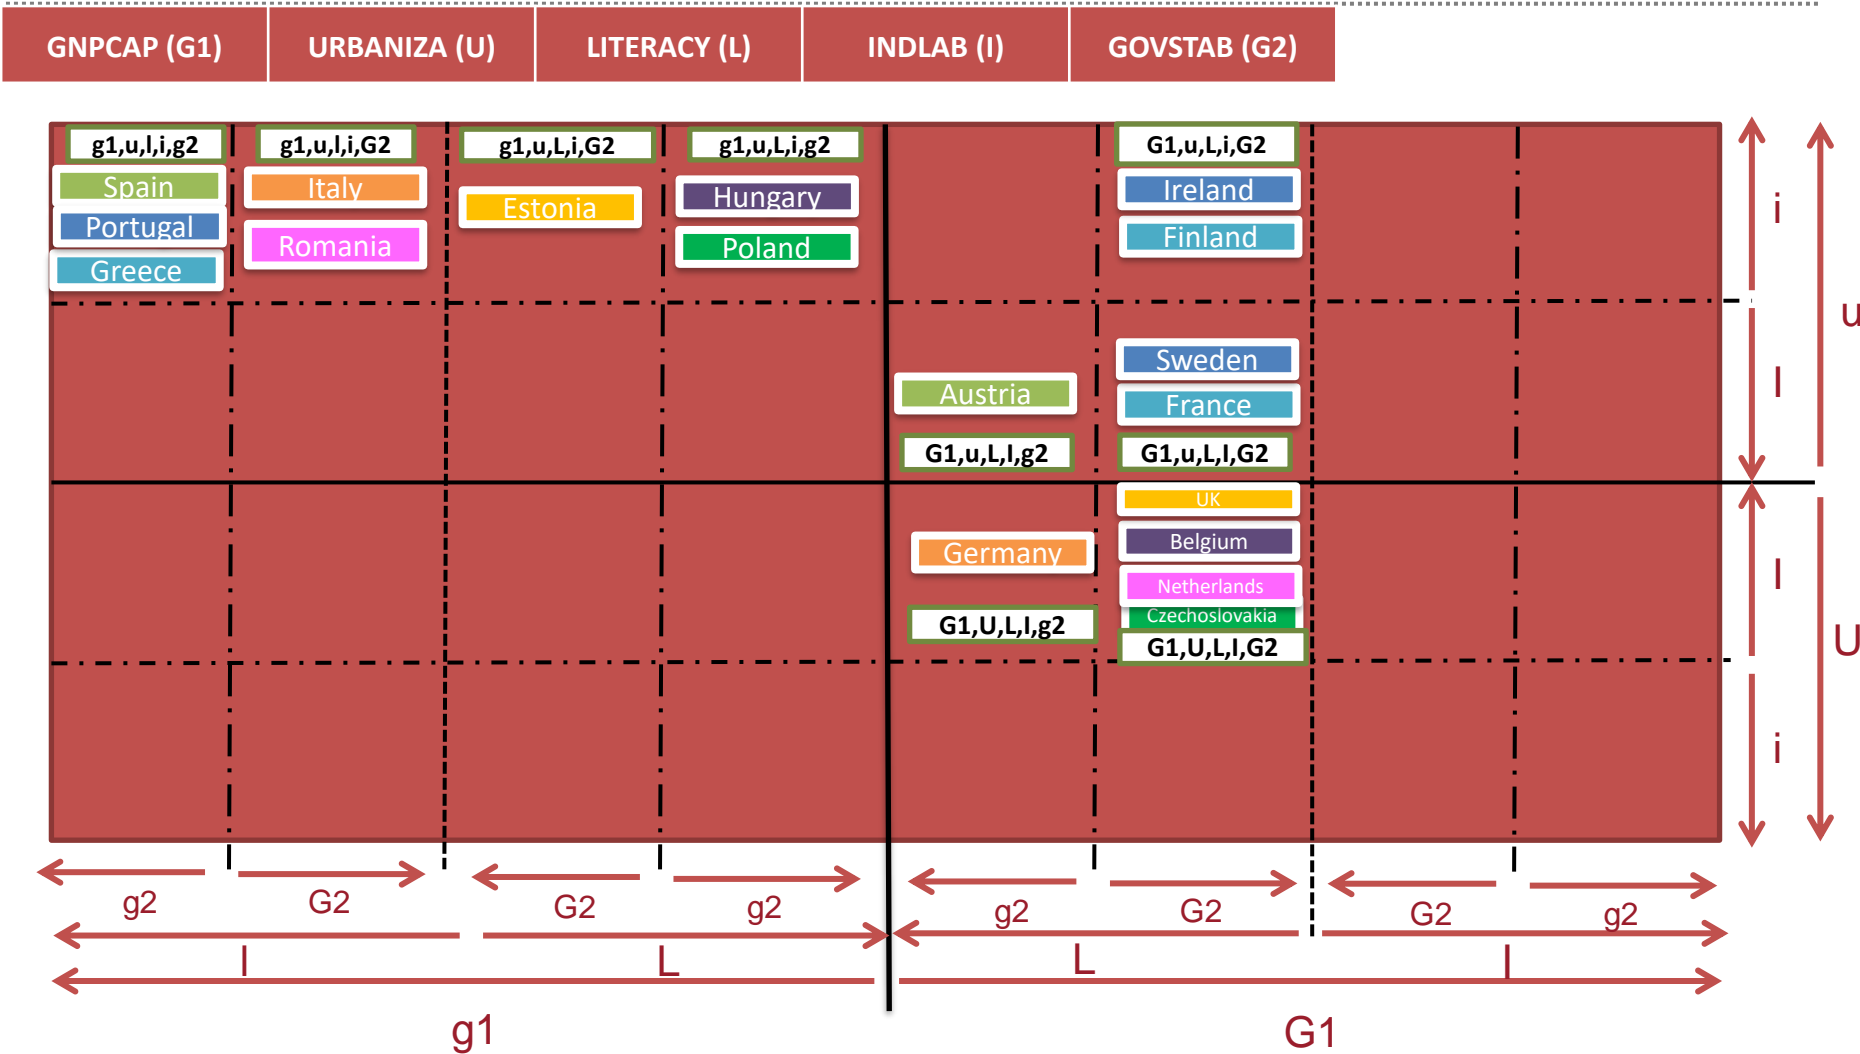 GNPCAP (G1) URBANIZA (U) LITERACY (L) INDLAB (I) GOVSTAB (G2)
g1,u,l,i,g2 g1,u,l,i,G2 g1,u,L,i,G2 g1,u,L,i,g2 G1,u,L,i,G2
Spain Italy Estonia Hungary Ireland
Portugal Romania Poland Finland
Greece
i
u
Sweden
Austria France
I
G1,u,L,I,g2 G1,u,L,I,G2
UK
Germany Belgium
Netherlands
I
Czechoslovakia
G1,U,L,I,g2 G1,U,L,I,G2
U
i
g2 G2 G2 g2 g2 G2 G2 g2
l L L l
g1 G1